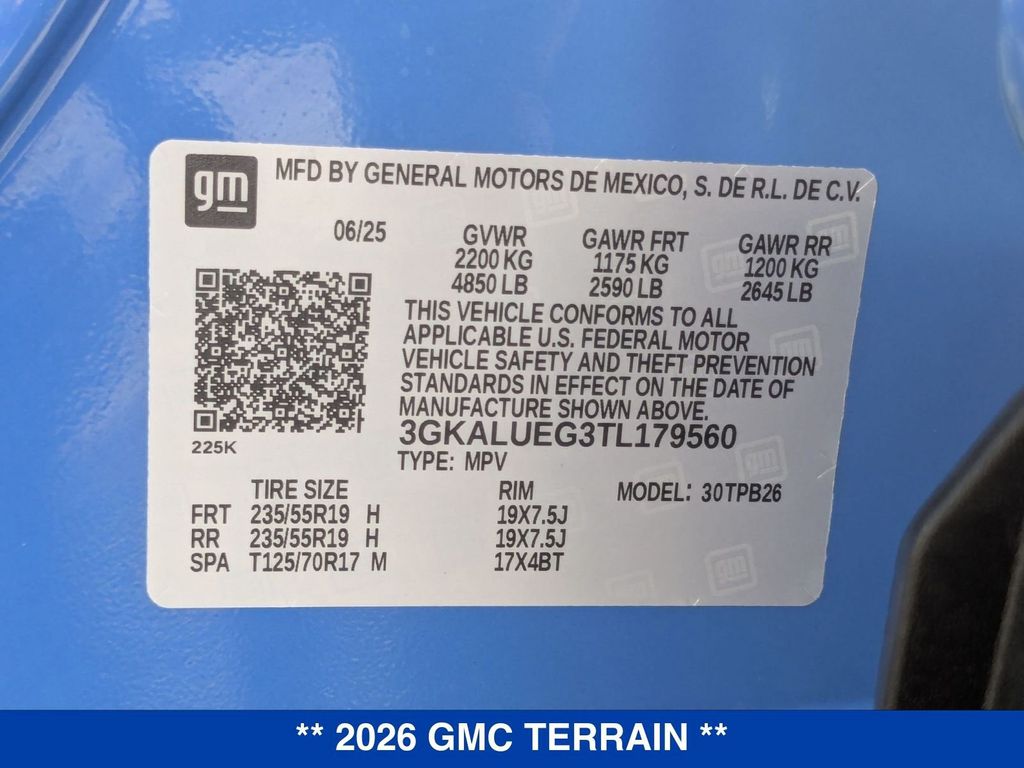 gm
MFD BY GENERAL MOTORS DE MEXICO, S. DE R.L. DE C.V.
06/25 GVWR GAWR FRT GAWR RR
2200 KG 1175 KG 1200 KG
4850 LB 2590 LB 2645 LB
THIS VEHICLE CONFORMS TO ALL
APPLICABLE U.S. FEDERAL MOTOR
VEHICLE SAFETY AND THEFT PREVENTION
STANDARDS IN EFFECT ON THE DATE OF
MANUFACTURE SHOWN ABOVE.
225K
3GKALUEG3TL179560
TYPE: MPV
TIRE SIZE RIM MODEL: 30TPB26
FRT 235/55R19 H 19X7.5J
RR 235/55R19 H 19X7.5J
SPA T125/70R17 M 17X4BT
** 2026 GMC TERRAIN **